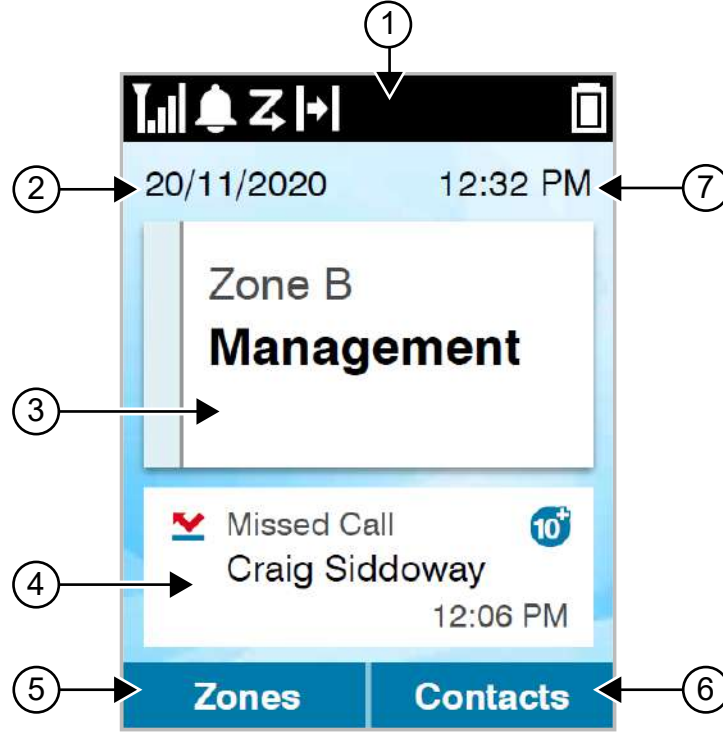 1
2
20/11/2020
12:32 PM
7
Zone B
Management
3
Missed Call
10+
Craig Siddoway
4
12:06 PM
5
Zones
Contacts
6